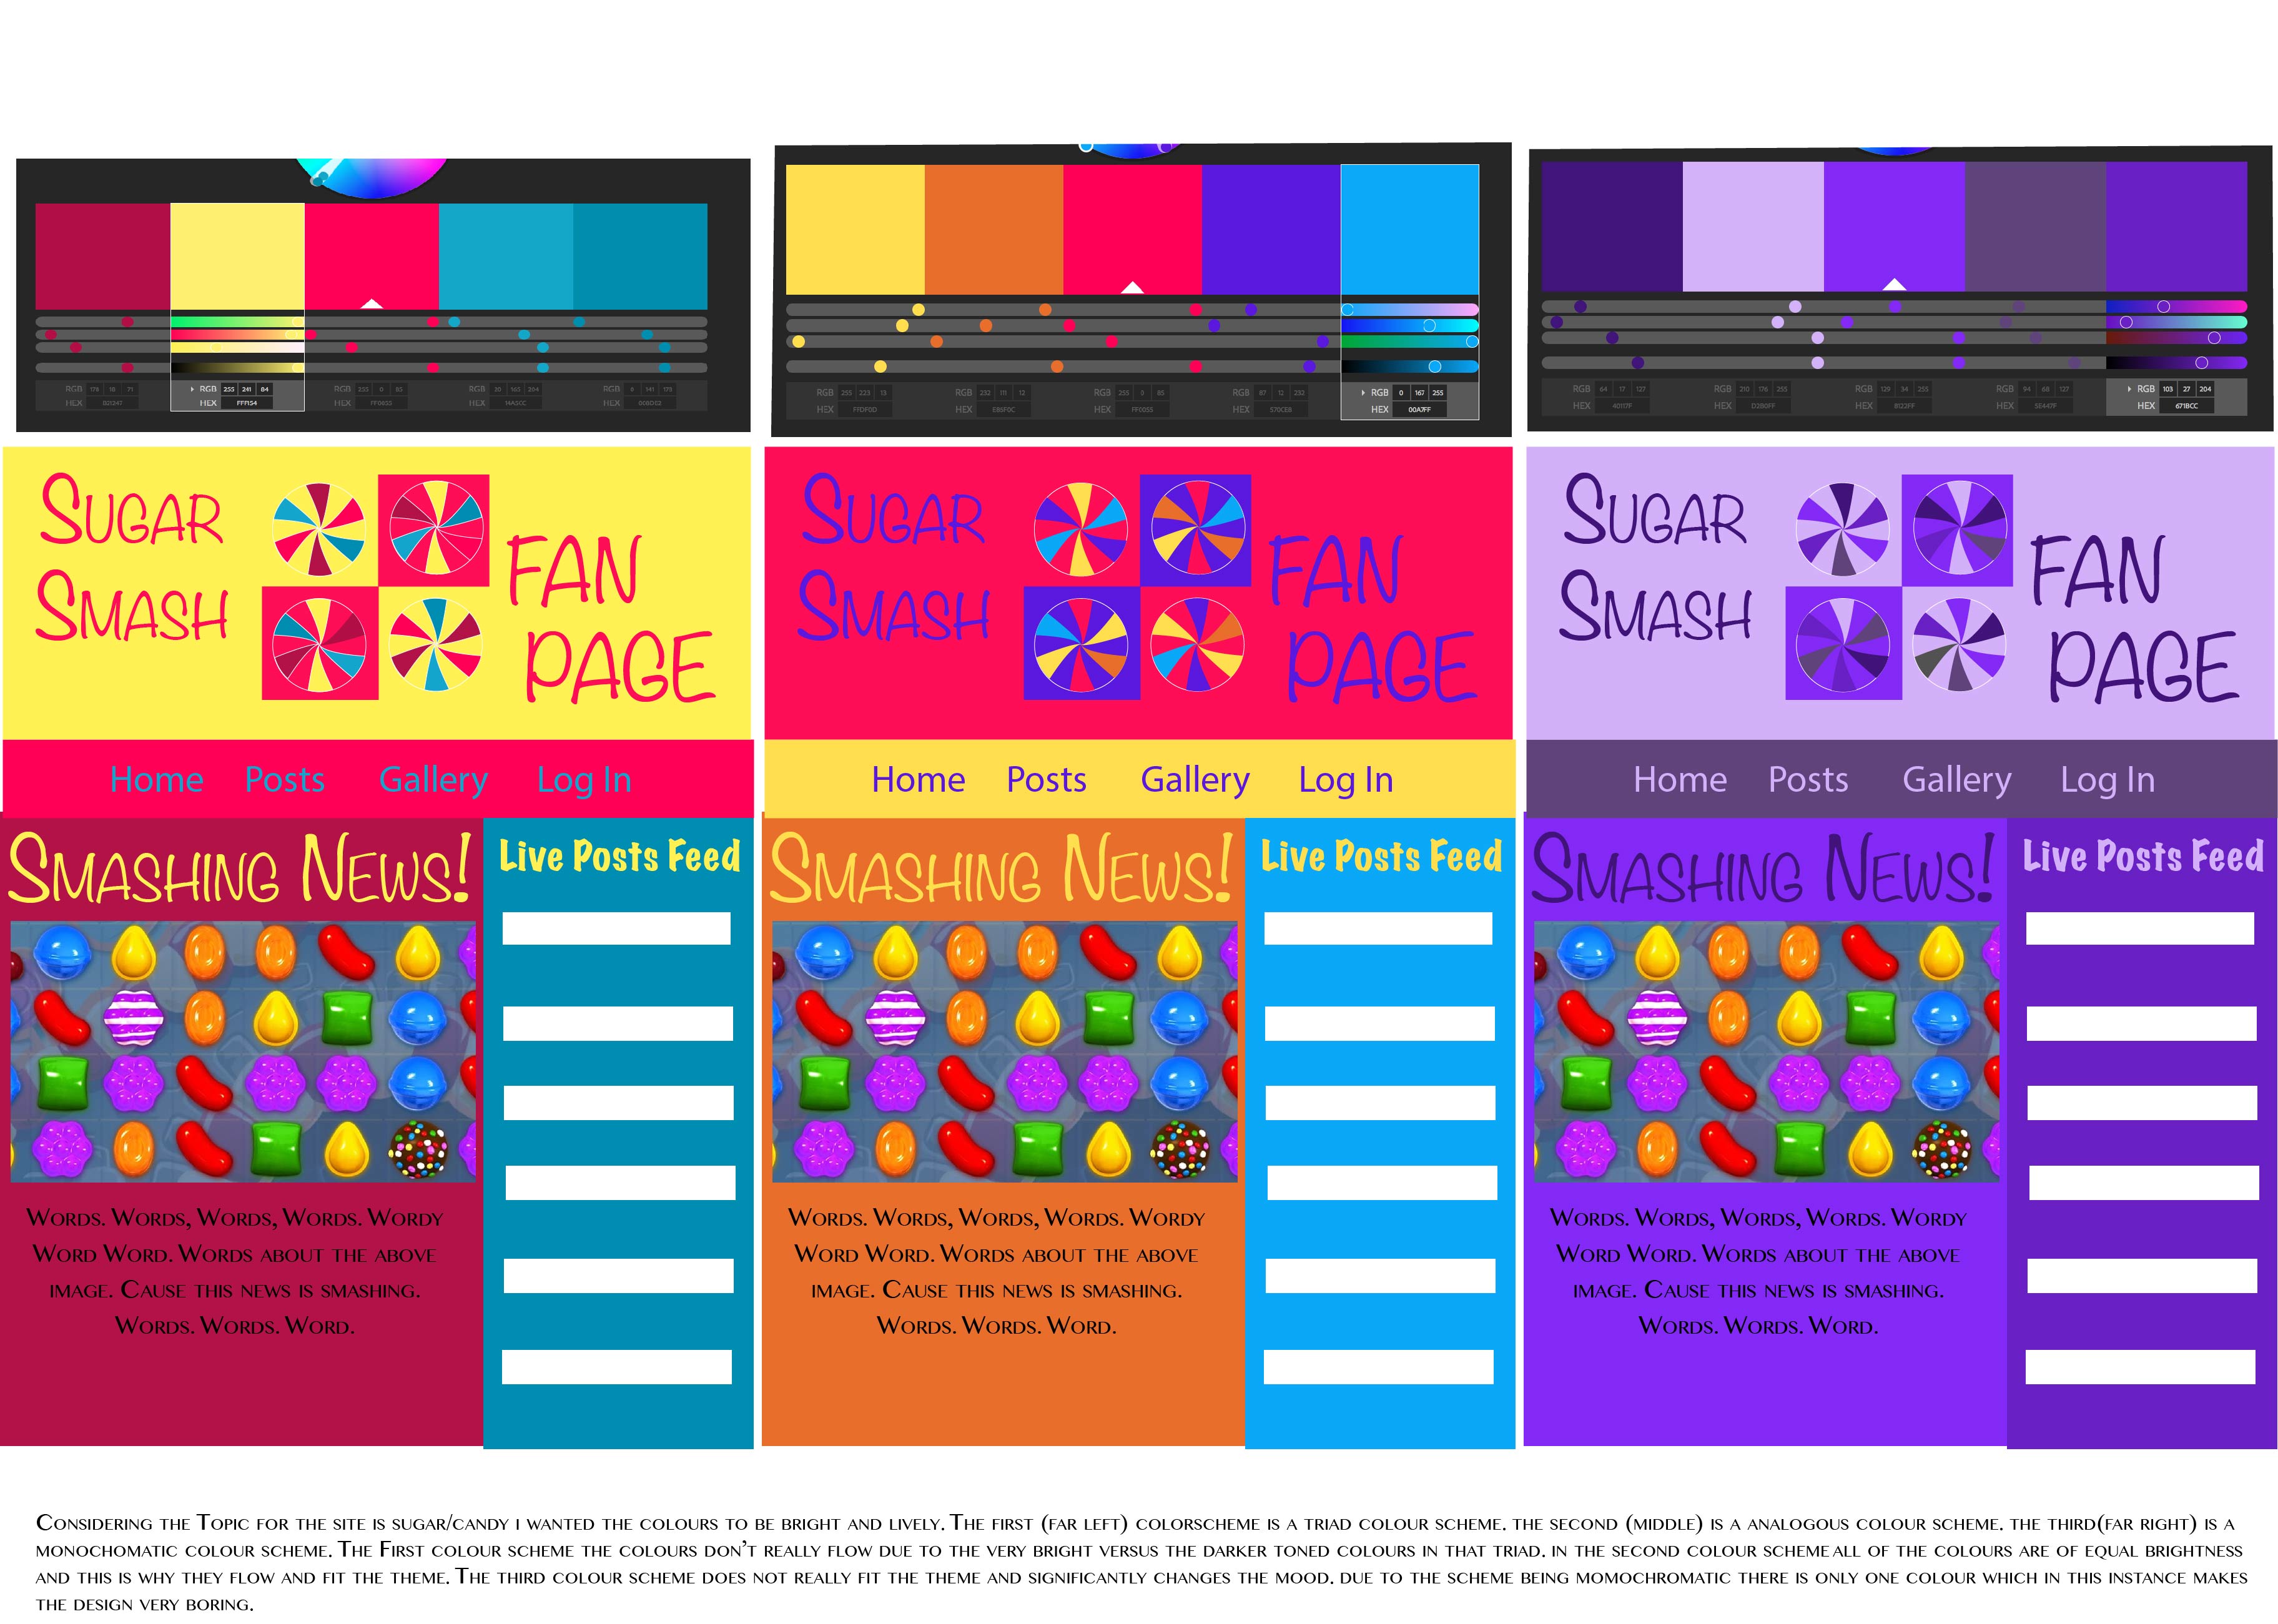 RGB 178 18 71
HEX
RGB 255 241 84
HEX FFF154
RGB 255 0 85
HEX FF0055
RGB 20 165 204
HEX 14A5CC
RGB
HEX
RGB 255 223 13
HEX FFDF0D
RGB 232 111 12
HEX E86F0C
RGB 255 0 85
HEX FF0055
RGB 87 12 232
HEX 570CE8
RGB 0 167 255
HEX 00A7FF
RGB 64 17 127
HEX 40117F
RGB 210 176 255
HEX D2B0FF
RGB 129 34 255
HEX 8122FF
RGB 94 68 127
HEX 5E447F
RGB 103 27 204
HEX 671BCC
Sugar
Smash
FAN
PAGE
Home Posts Gallery Log In
Smashing News!
Live Posts Feed
Words. Words, Words, Words. Wordy
Word Word. Words about the above
image. Cause this news is smashing.
Words. Words. Word.
Sugar
Smash
FAN
PAGE
Home Posts Gallery Log In
Smashing News!
Live Posts Feed
Words. Words, Words, Words. Wordy
Word Word. Words about the above
image. Cause this news is smashing.
Words. Words. Word.
Sugar
Smash
FAN
PAGE
Home Posts Gallery Log In
Smashing News!
Live Posts Feed
Words. Words, Words, Words. Wordy
Word Word. Words about the above
image. Cause this news is smashing.
Words. Words. Word.
Considering the Topic for the site is sugar/candy i wanted the colours to be bright and lively. The first (far left) colorscheme is a triad colour scheme. the second (middle) is a analogous colour scheme. the third(far right) is a
monochomatic colour scheme. The First colour scheme the colours don't really flow due to the very bright versus the darker toned colours in that triad. in the second colour scheme all of the colours are of equal brightness
and this is why they flow and fit the theme. The third colour scheme does not really fit the theme and significantly changes the mood. due to the scheme being momochromatic there is only one colour which in this instance makes
the design very boring.